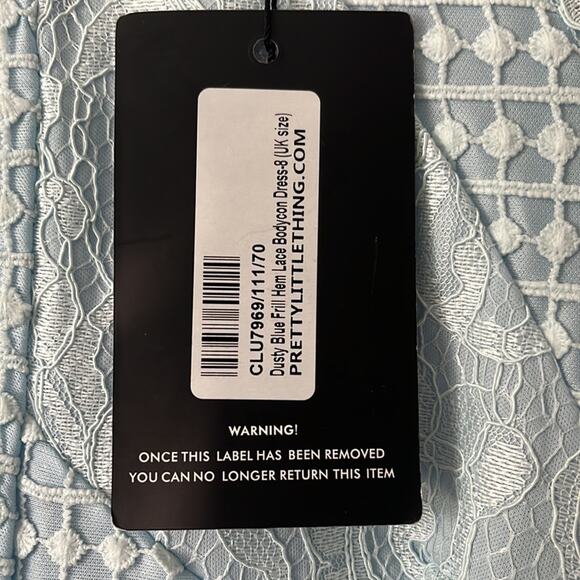 CLU7969/111/70
Dusty Blue Frill Hem Lace Bodycon Dress-8 (UK size)
PRETTYLITTLETHING.COM
WARNING!
ONCE THIS LABEL HAS BEEN REMOVED
YOU CAN NO LONGER RETURN THIS ITEM